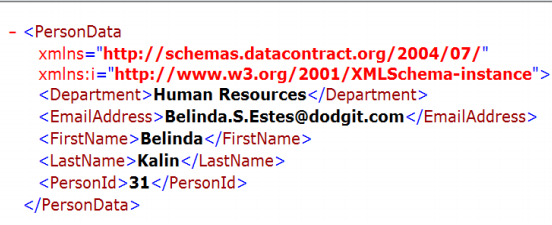 - <PersonData
xmlns="http://schemas.datacontract.org/2004/07/"
xmlns:i="http://www.w3.org/2001/XMLSchema-instance">
<Department>Human Resources</Department>
<EmailAddress>Belinda.S.Estes@dodgit.com</EmailAddress>
<FirstName>Belinda</FirstName>
<LastName>Kalin</LastName>
<PersonId>31</PersonId>
</PersonData>